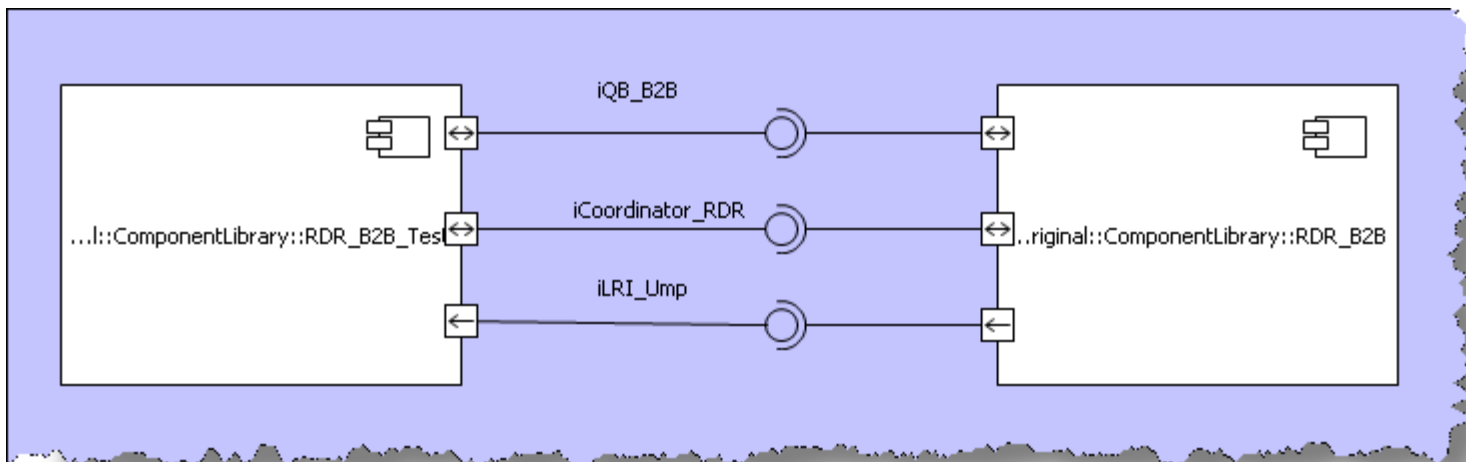 iQB_B2B
iCoordinator_RDR
...l::ComponentLibrary::RDR_B2B_Test
..riginal::ComponentLibrary::RDR_B2B
iLRI_Ump